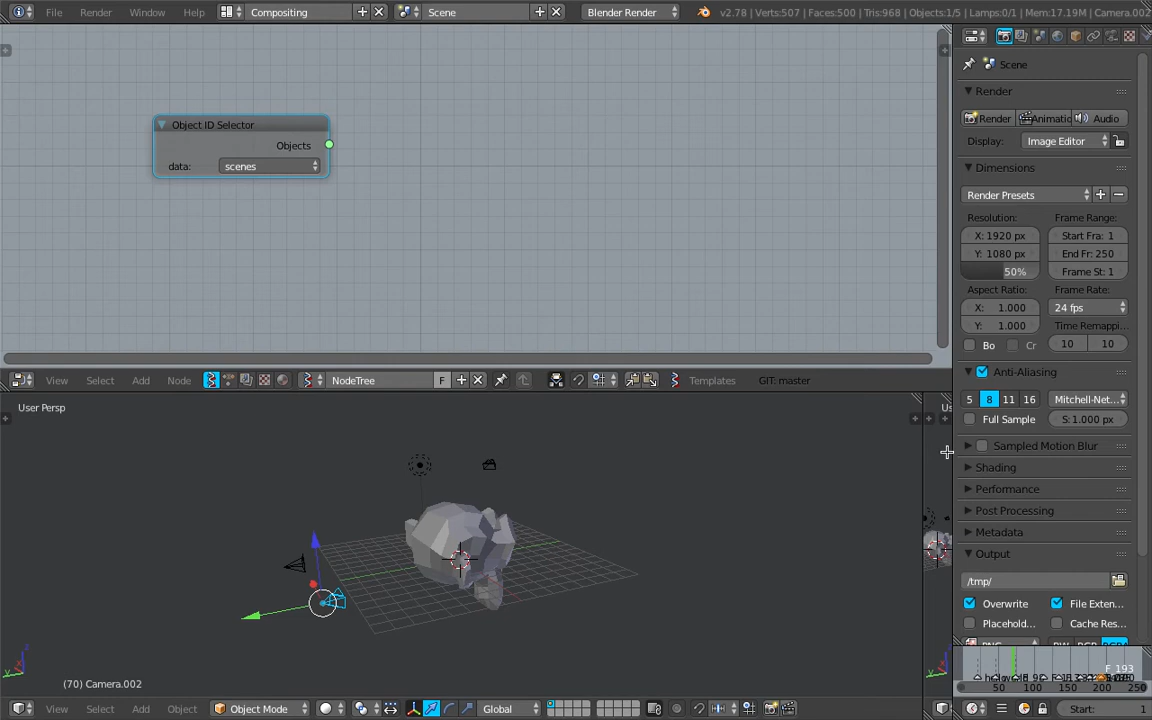 File Render Window Help Compositing Scene Blender Render v2.78 | Verts:507 | Faces:500 | Tris:968 | Objects:1/5 | Lamps:0/1 | Mem:17.19M | Camera.002
Object ID Selector
Objects
data: scenes
Scene
Render
Render Animatic Audio
Display: Image Editor
Dimensions
Render Presets
Resolution: Frame Range:
X: 1920 px Start Fra: 1
Y: 1080 px End Fr: 250
50% Frame St: 1
Aspect Ratio: Frame Rate:
X: 1.000 24 fps
Y: 1.000 Time Remappi...
Bo Cr 10 10
Anti-Aliasing
5 8 11 16 Mitchell-Net...
Full Sample S: 1.000 px
Sampled Motion Blur
Shading
Performance
Post Processing
Metadata
Output
/tmp/
Overwrite File Exten...
Placehold... Cache Res...
View Select Add Node NodeTree F Templates GIT: master
User Persp
(70) Camera.002
View Select Add Object Object Mode Global
F 193
50 100 150 200 250
Start: 1